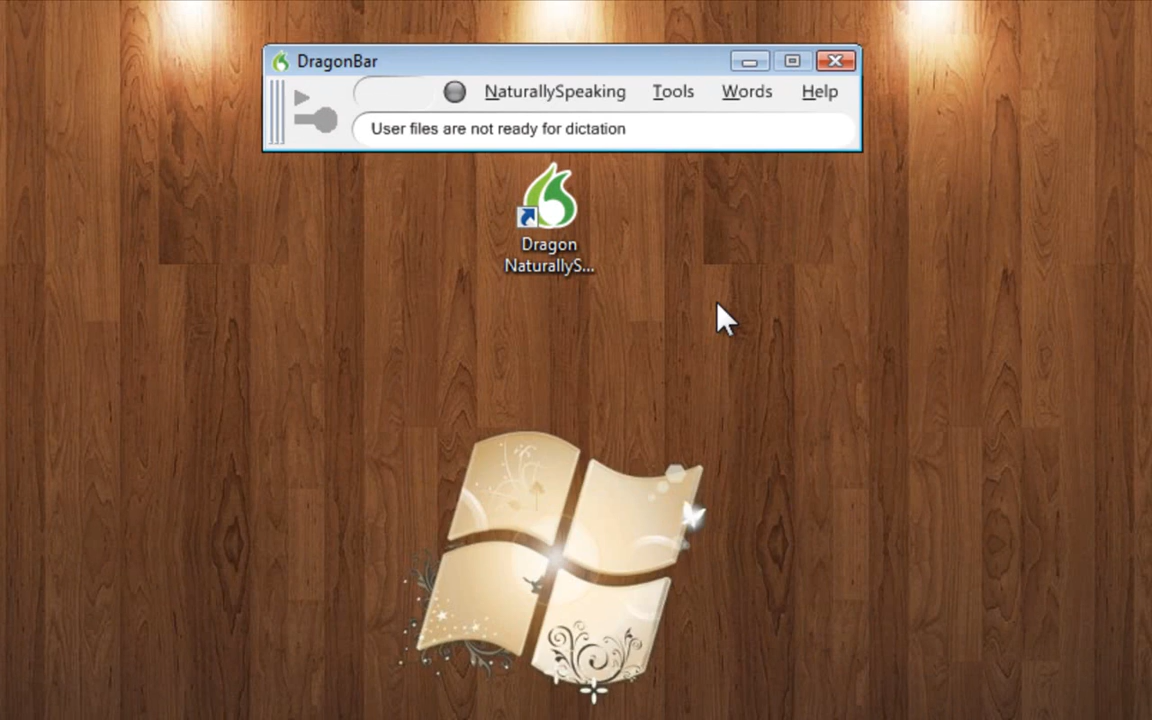 DragonBar
NaturallySpeaking Tools Words Help
User files are not ready for dictation
Dragon
NaturallyS...